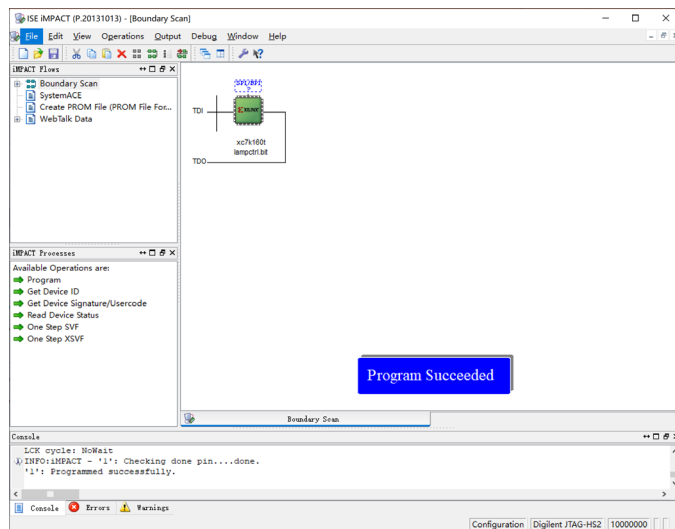 ISE iMPACT (P.20131013) - [Boundary Scan]
File Edit View Operations Output Debug Window Help
iMPACT Flows
Boundary Scan
SystemACE
Create PROM File (PROM File For...
WebTalk Data
SPI/BPI
?
TDI
XILINX
xc7k160t
lampctrl.bit
TDO
iMPACT Processes
Available Operations are:
Program
Get Device ID
Get Device Signature/Usercode
Read Device Status
One Step SVF
One Step XSVF
Program Succeeded
Boundary Scan
Console
LCK cycle: NoWait
INFO:iMPACT - '1': Checking done pin....done.
'1': Programmed successfully.
Console Errors Warnings
Configuration Digilent JTAG-HS2 10000000